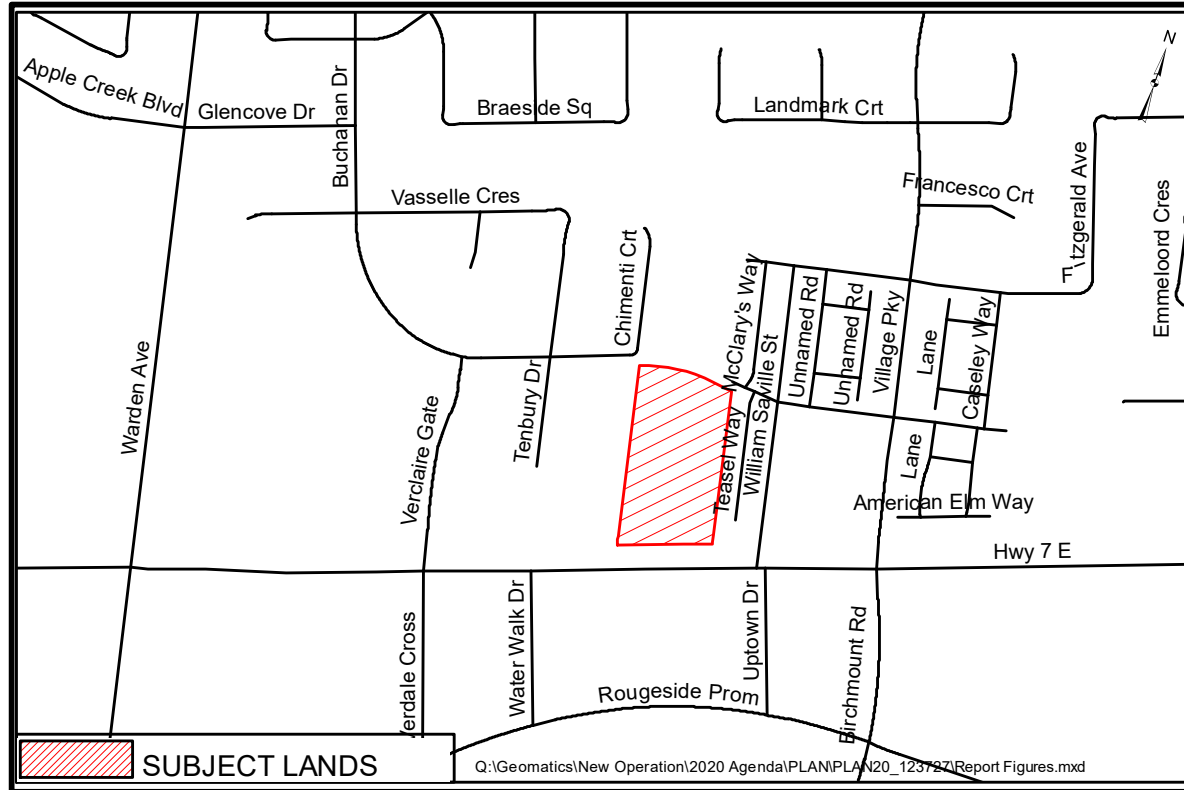 N
Apple Creek Blvd
Glencove Dr
Buchanan Dr
Braeside Sq
Landmark Crt
Fitzgerald Ave
Francesco Crt
Emmeloord Cres
Vasselle Cres
Chimenti Crt
McClary's Way
William Saville St
Unnamed Rd
Unnamed Rd
Village Pky
Lane
Caseley Way
Warden Ave
Verclaire Gate
Tenbury Dr
Teasel Way
Lane
American Elm Way
Hwy 7 E
Verdale Cross
Water Walk Dr
Uptown Dr
Birchmount Rd
Rougeside Prom
SUBJECT LANDS
Q:\Geomatics\New Operation\2020 Agenda\PLAN\PLAN20_123727\Report Figures.mxd